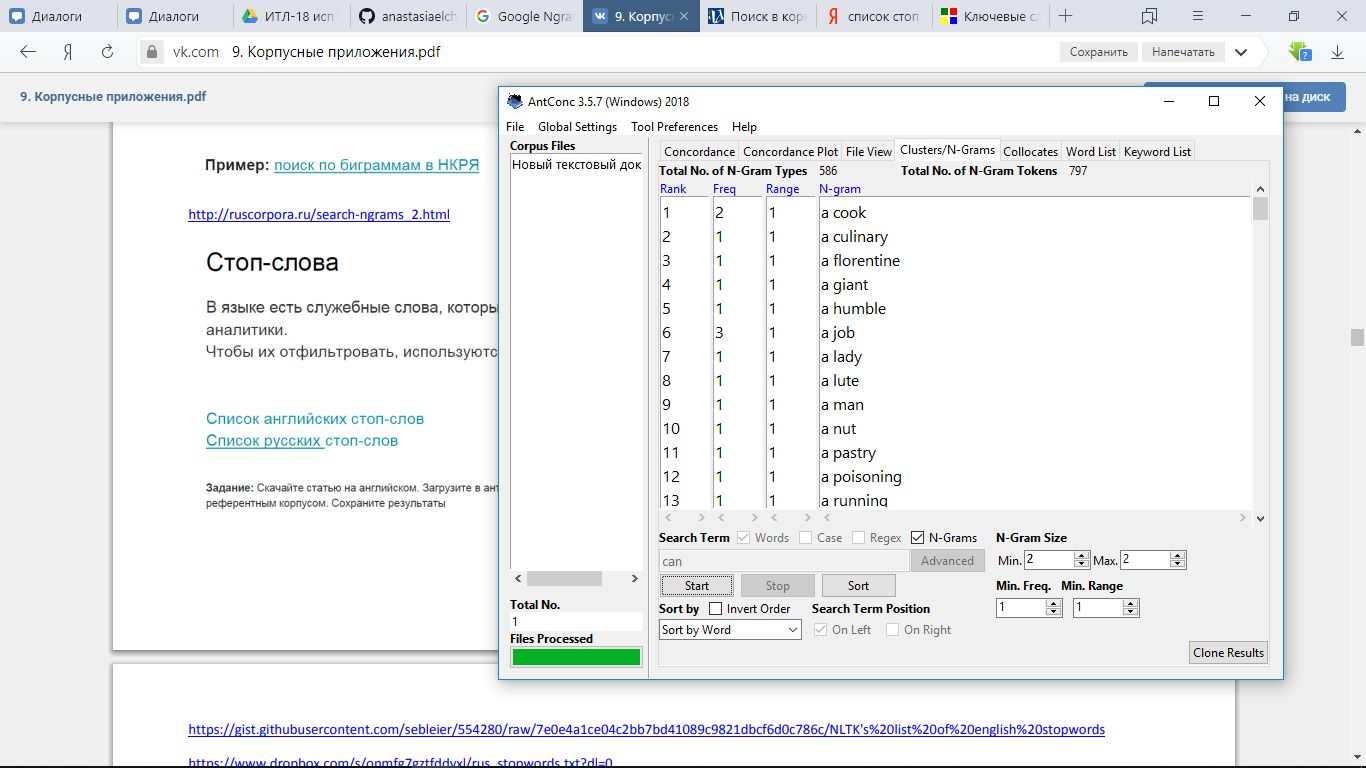 Диалоги
Диалоги
ИТЛ-18 исп
anastasiaelch
Google Ngra
9. Корпус
Поиск в кор
список стоп
Ключевые сл
vk.com 9. Корпусные приложения.pdf
Сохранить
Напечатать
9. Корпусные приложения.pdf
на диск
Пример: поиск по биграммам в НКРЯ
http://ruscorpora.ru/search-ngrams_2.html
Стоп-слова
В языке есть служебные слова, которы
аналитики.
Чтобы их отфильтровать, используютс
Список английских стоп-слов
Список русских стоп-слов
Задание: Скачайте статью на английском. Загрузите в ант
референтным корпусом. Сохраните результаты
https://gist.githubusercontent.com/sebleier/554280/raw/7e0e4a1ce04c2bb7bd41089c9821dbcf6d0c786c/NLTK's%20list%20of%20english%20stopwords
AntConc 3.5.7 (Windows) 2018
File Global Settings Tool Preferences Help
Corpus Files
Новый текстовый док
Total No.
1
Files Processed
Concordance Concordance Plot File View Clusters/N-Grams Collocates Word List Keyword List
Total No. of N-Gram Types 586 Total No. of N-Gram Tokens 797
Rank Freq Range N-gram
1 2 1 a cook
2 1 1 a culinary
3 1 1 a florentine
4 1 1 a giant
5 1 1 a humble
6 3 1 a job
7 1 1 a lady
8 1 1 a lute
9 1 1 a man
10 1 1 a nut
11 1 1 a pastry
12 1 1 a poisoning
13 1 1 a running
Search Term Words Case Regex N-Grams N-Gram Size
can Advanced Min. 2 Max. 2
Start Stop Sort Min. Freq. Min. Range
1 1
Sort by Invert Order Search Term Position
Sort by Word On Left On Right
Clone Results